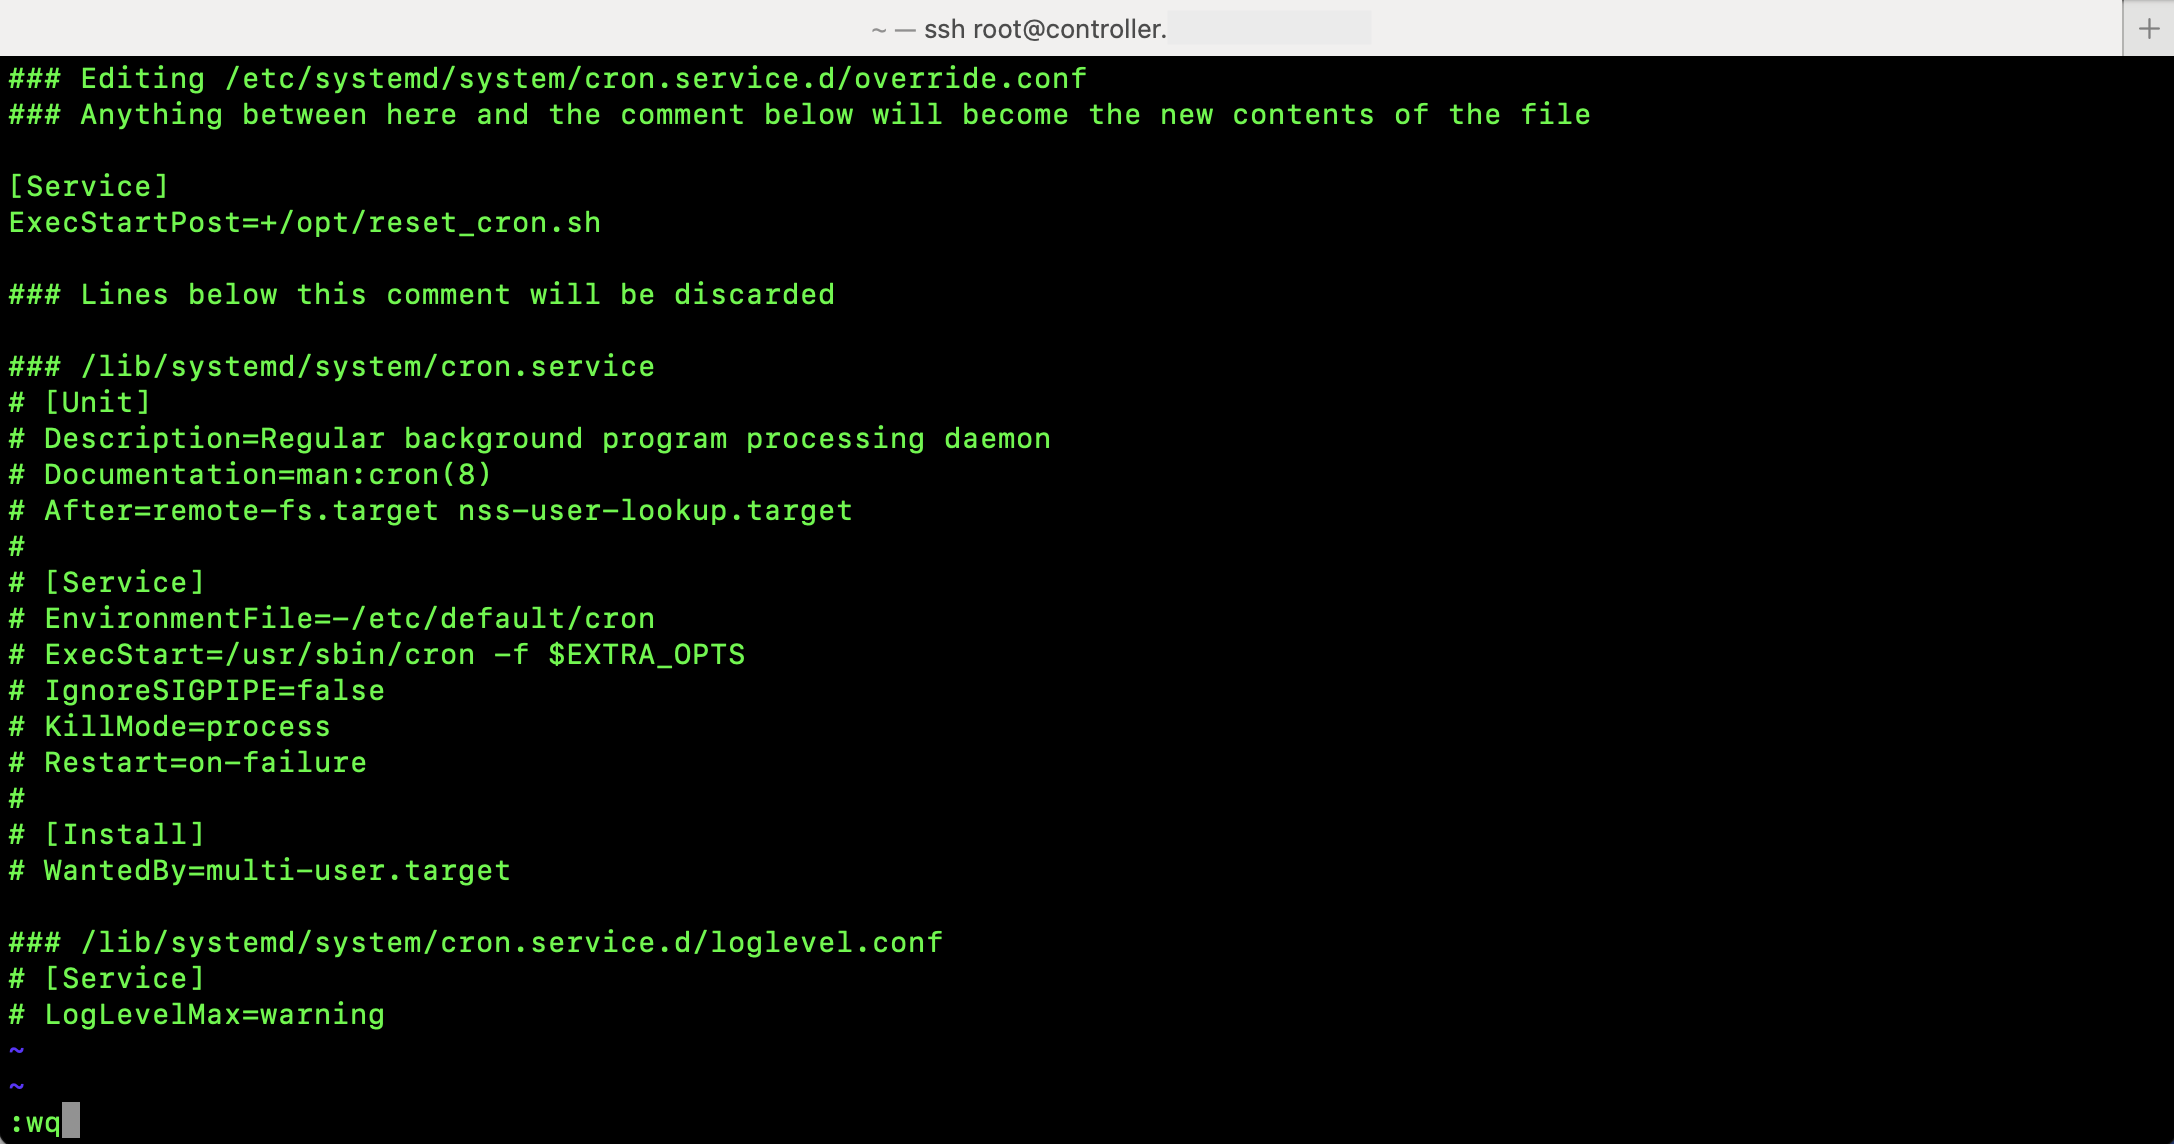 ~ — ssh root@controller.
### Editing /etc/systemd/system/cron.service.d/override.conf
### Anything between here and the comment below will become the new contents of the file
[Service]
ExecStartPost=+/opt/reset_cron.sh
### Lines below this comment will be discarded
### /lib/systemd/system/cron.service
# [Unit]
# Description=Regular background program processing daemon
# Documentation=man:cron(8)
# After=remote-fs.target nss-user-lookup.target
#
# [Service]
# EnvironmentFile=-/etc/default/cron
# ExecStart=/usr/sbin/cron -f $EXTRA_OPTS
# IgnoreSIGPIPE=false
# KillMode=process
# Restart=on-failure
#
# [Install]
# WantedBy=multi-user.target
### /lib/systemd/system/cron.service.d/loglevel.conf
# [Service]
# LogLevelMax=warning
~
~
:wq